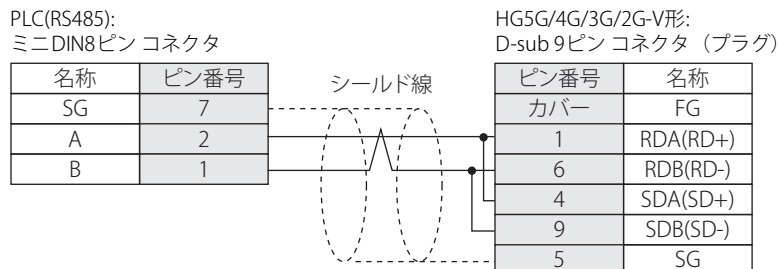 PLC(RS485):
ミニDIN8ピン コネクタ
HG5G/4G/3G/2G-V形:
D-sub 9ピン コネクタ（プラグ）
名称 ピン番号
SG 7
A 2
B 1
シールド線
ピン番号 名称
カバー FG
1 RDA(RD+)
6 RDB(RD-)
4 SDA(SD+)
9 SDB(SD-)
5 SG